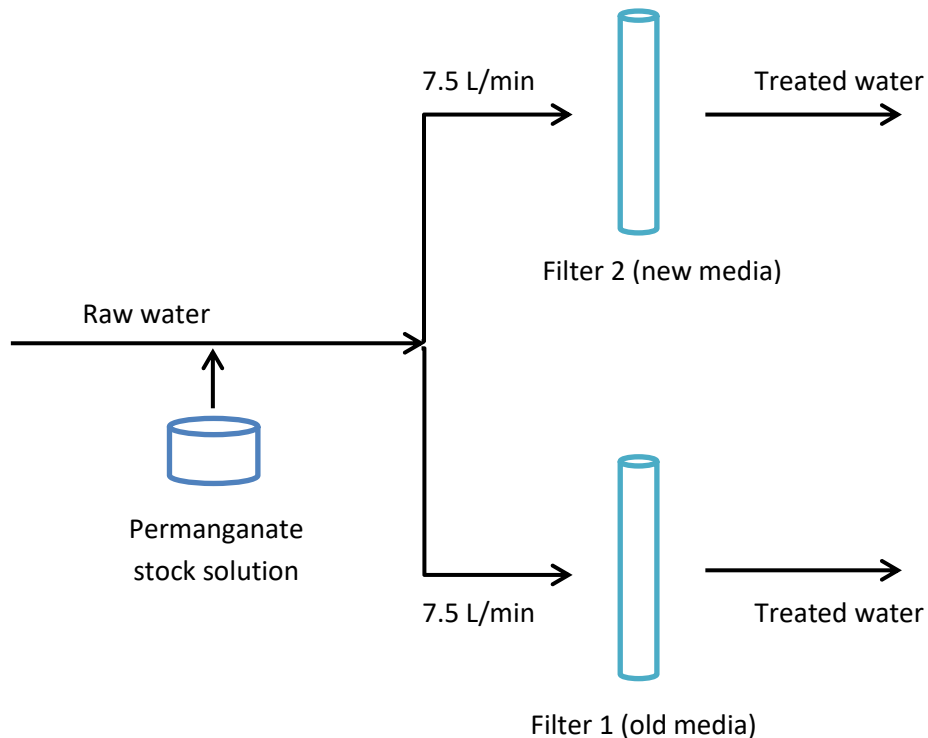 7.5 L/min
Treated water
Filter 2 (new media)
Raw water
Permanganate
stock solution
7.5 L/min
Treated water
Filter 1 (old media)